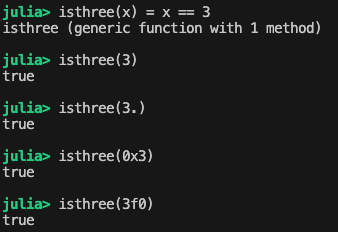 julia> isthree(x) = x == 3
isthree (generic function with 1 method)
julia> isthree(3)
true
julia> isthree(3.)
true
julia> isthree(0x3)
true
julia> isthree(3f0)
true